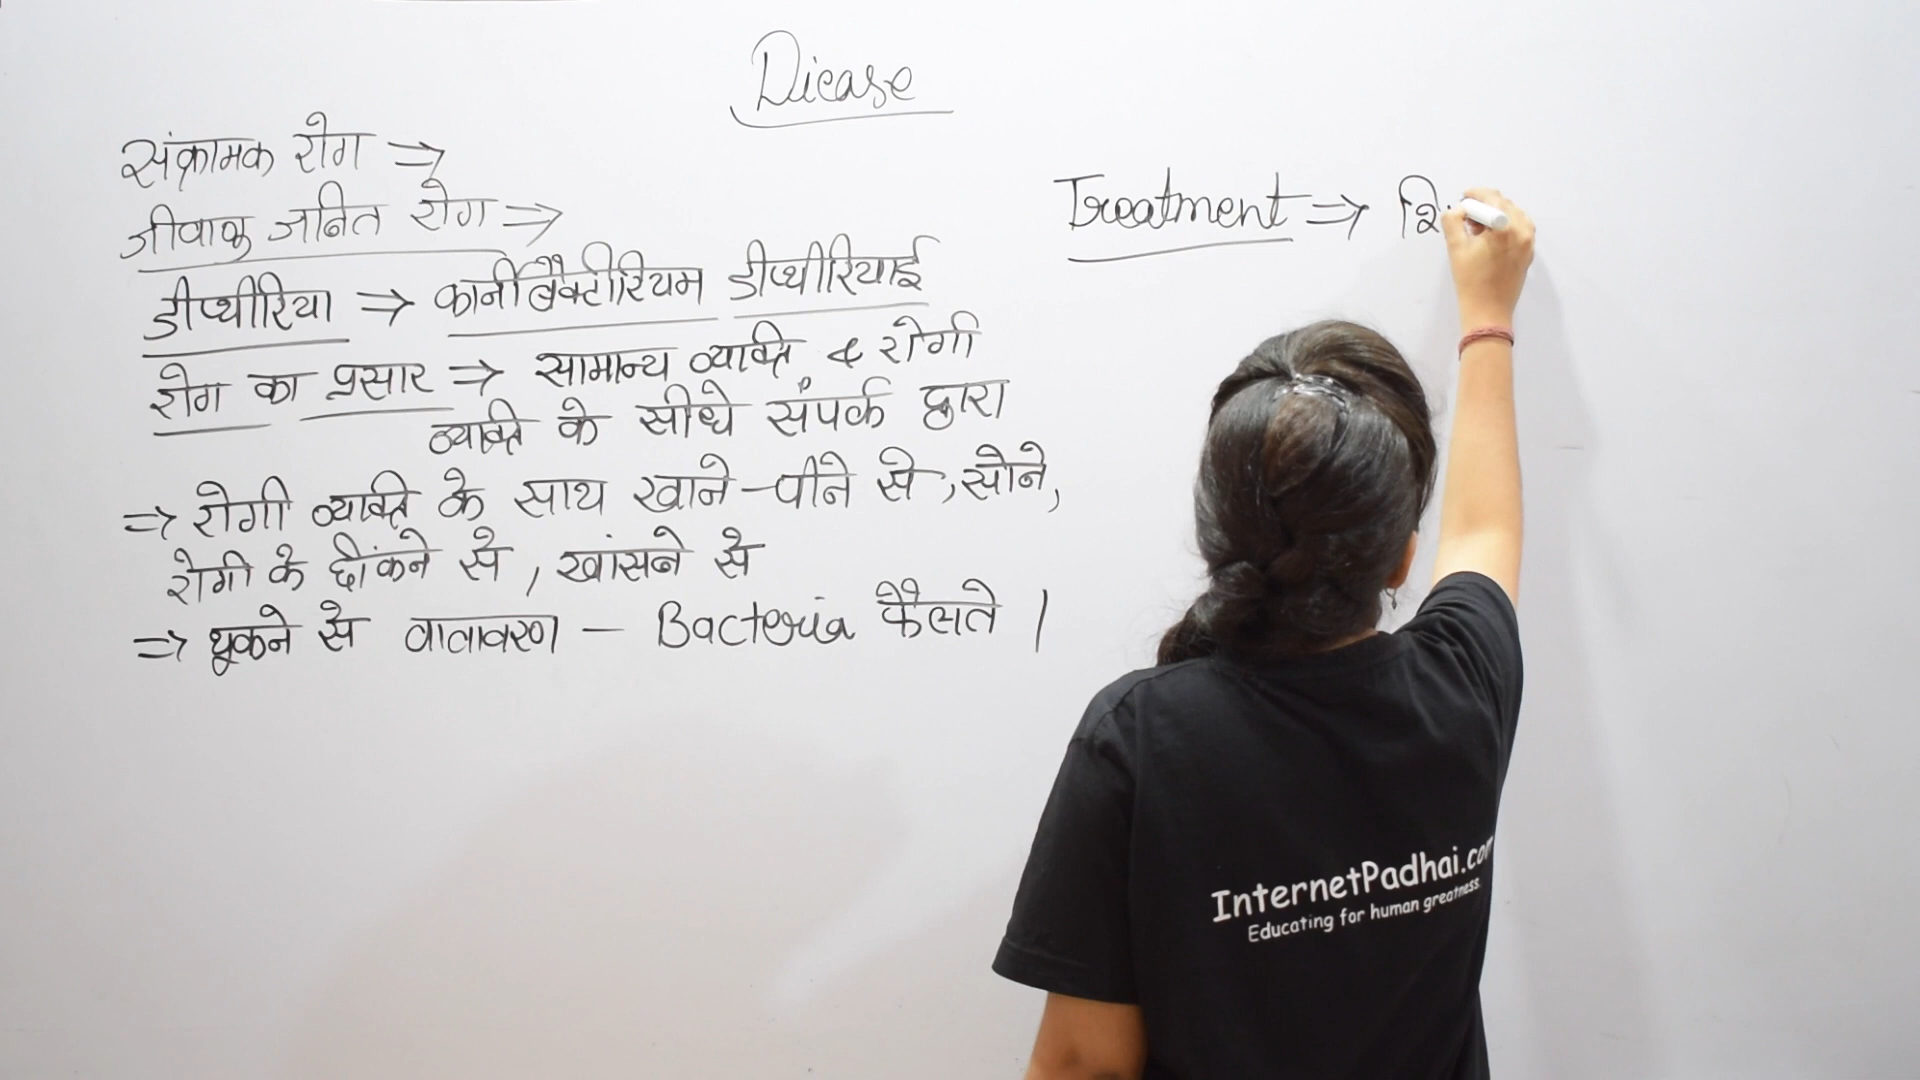 Dicase
संक्रामक रोग ⇒
जीवाणु जनित रोग ⇒
डीप्थीरिया ⇒ कार्नीबैक्टीरियम डीप्थीरियाई
रोग का प्रसार ⇒ सामान्य व्यक्ति & रोगी
व्यक्ति के सीधे संपर्क द्वारा
⇒ रोगी व्यक्ति के साथ खाने-पीने से, सोने,
रोगी के छींकने से, खांसने से
⇒ थूकने से वातावरण – Bacteria फैलते ।
Treatment ⇒
InternetPadhai.com
Educating for human greatness